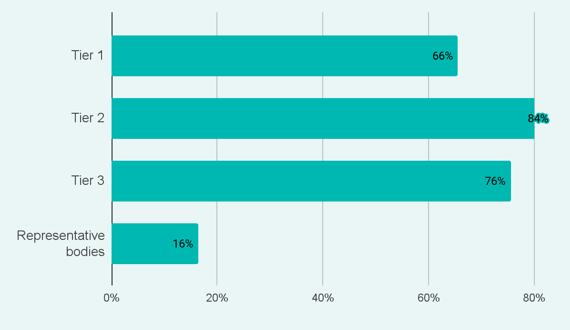 Tier 1
66%
Tier 2
84%
Tier 3
76%
Representative
bodies
16%
0%
20%
40%
60%
80%